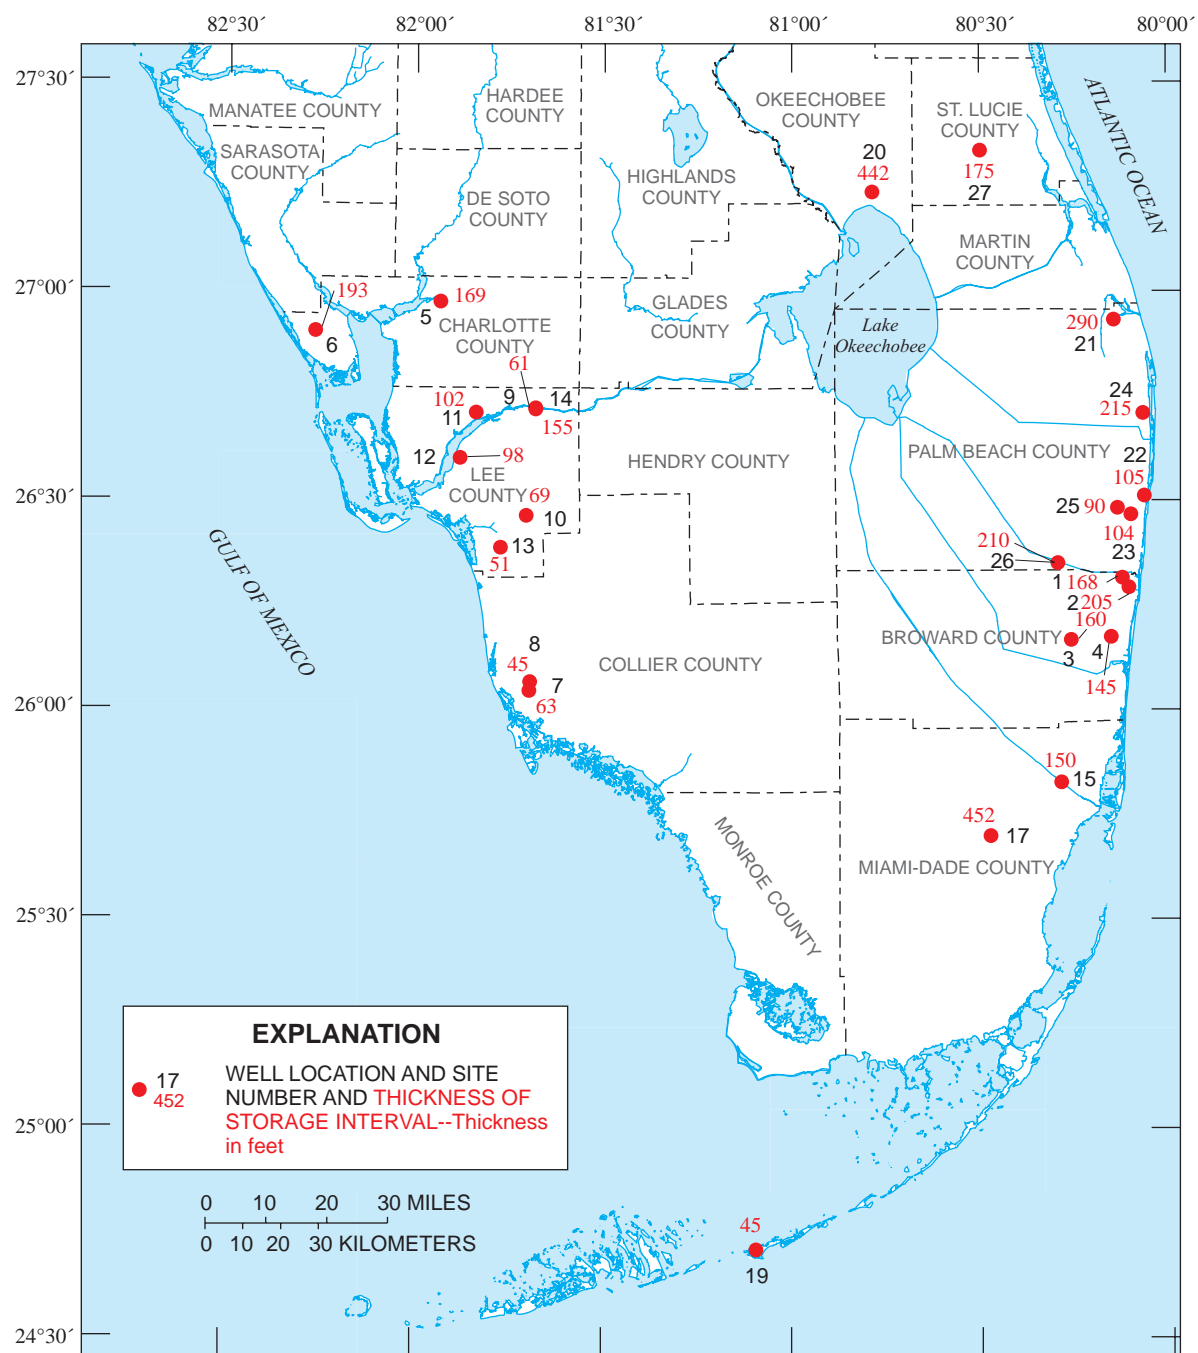 82°30´
82°00´
81°30´
81°00´
80°30´
80°00´
27°30´
27°00´
26°30´
26°00´
25°30´
25°00´
24°30´
MANATEE COUNTY
HARDEE
COUNTY
OKEECHOBEE
COUNTY
ST. LUCIE
COUNTY
ATLANTIC OCEAN
SARASOTA
COUNTY
DE SOTO
COUNTY
HIGHLANDS
COUNTY
20
442
175
27
MARTIN
COUNTY
193
6
169
5
CHARLOTTE
COUNTY
GLADES
COUNTY
Lake
Okeechobee
290
21
61
102
11
9
14
155
24
215
12
98
LEE
COUNTY
HENDRY COUNTY
PALM BEACH COUNTY
22
105
69
10
25
90
104
23
13
51
210
26
1
168
2
205
GULF OF MEXICO
160
3
4
145
BROWARD COUNTY
8
45
7
63
COLLIER COUNTY
150
15
452
17
MONROE COUNTY
MIAMI-DADE COUNTY
EXPLANATION
17
452
WELL LOCATION AND SITE
NUMBER AND THICKNESS OF
STORAGE INTERVAL--Thickness
in feet
0 10 20 30 MILES
0 10 20 30 KILOMETERS
45
19